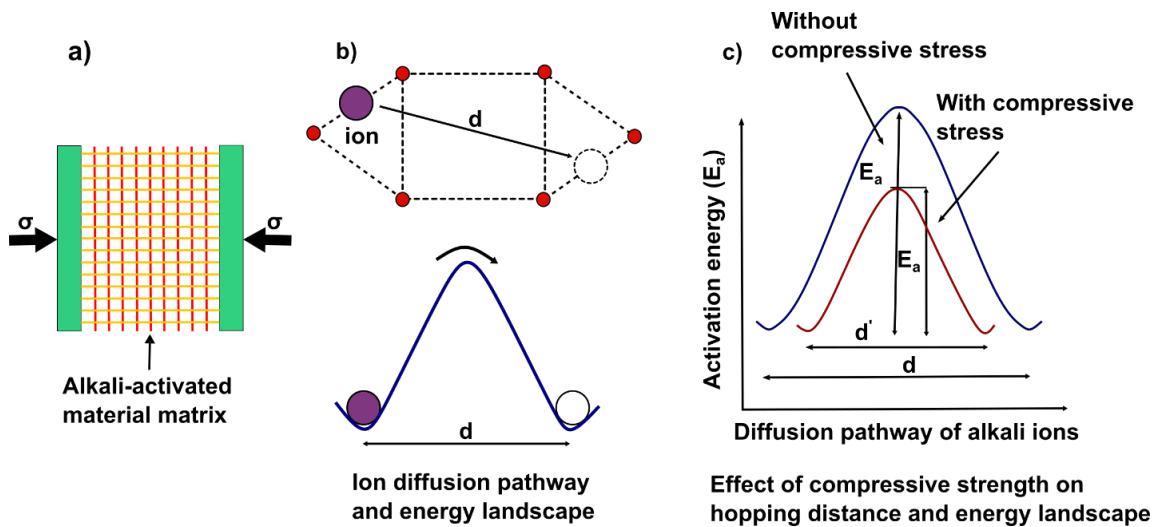 a)
σ
σ
Alkali-activated
material matrix
b)
ion
d
d
Ion diffusion pathway
and energy landscape
c)
Without
compressive stress
With compressive
stress
Activation energy (Eₐ)
Eₐ
Eₐ
d'
d
Diffusion pathway of alkali ions
Effect of compressive strength on
hopping distance and energy landscape